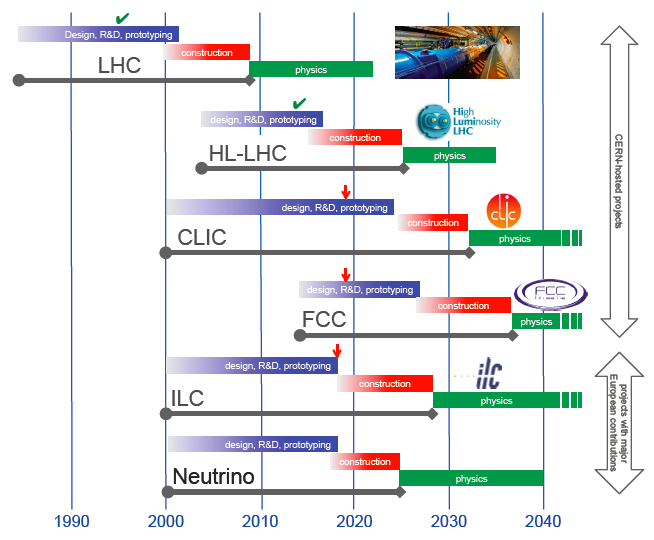 Design, R&D, prototyping
construction
LHC
physics
design, R&D, prototyping
High
Luminosity
LHC
construction
HL-LHC
physics
design, R&D, prototyping
clic
construction
CLIC
physics
design, R&D, prototyping
FCC
construction
FCC
physics
design, R&D, prototyping
ilc
construction
ILC
physics
design, R&D, prototyping
construction
Neutrino
physics
CERN-hosted projects
projects with major
European contributions
1990
2000
2010
2020
2030
2040